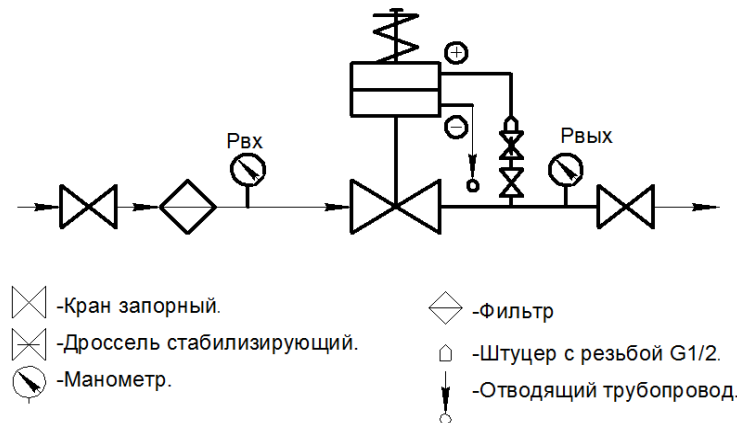 +
−
Рвх
Рвых
-Кран запорный.
-Дроссель стабилизирующий.
-Манометр.
-Фильтр
-Штуцер с резьбой G1/2.
-Отводящий трубопровод.